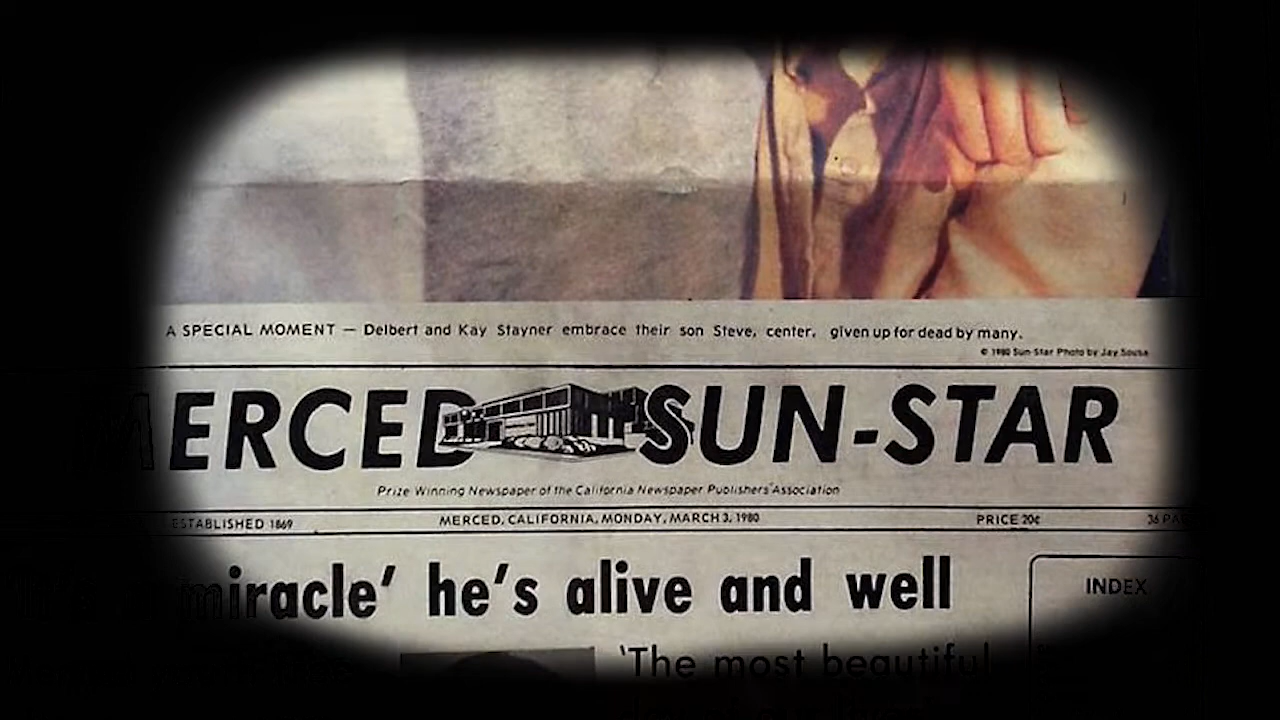 A SPECIAL MOMENT — Delbert and Kay Stayner embrace their son Steve, center, given up for dead by many.
© 1980 Sun-Star Photo by Jay Sousa
MERCED SUN-STAR
Prize Winning Newspaper of the California Newspaper Publishers' Association
ESTABLISHED 1869 MERCED, CALIFORNIA, MONDAY, MARCH 3, 1980 PRICE 20¢ 36
miracle' he's alive and well
INDEX
'The most beautiful